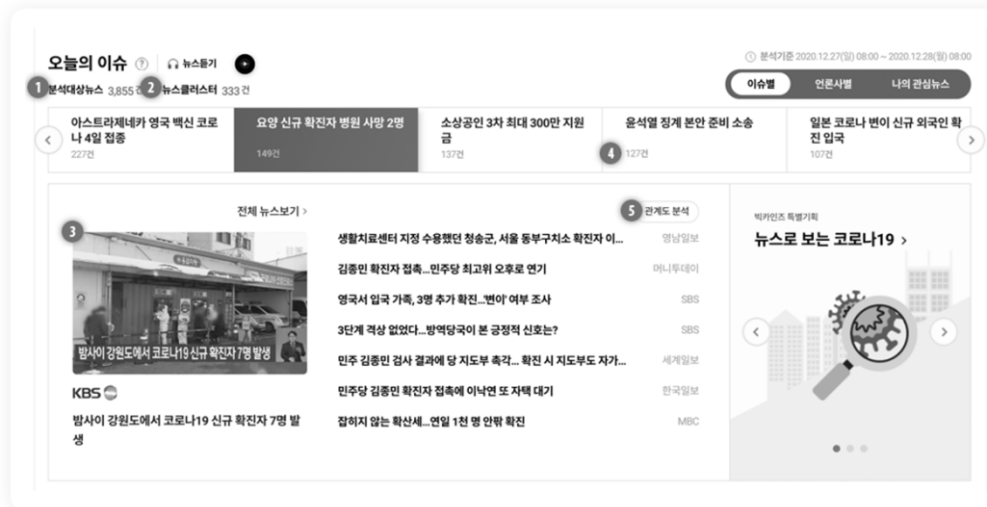 오늘의 이슈 ? 뉴스듣기
분석기준 2020.12.27(일) 08:00 ~ 2020.12.28(월) 08:00
1 분석대상뉴스 3,855 건 2 뉴스클러스터 333 건
이슈별 언론사별 나의 관심뉴스
아스트라제네카 영국 백신 코로
나 4일 접종
227건
요양 신규 확진자 병원 사망 2명
149건
소상공인 3차 최대 300만 지원
금
137건
윤석열 징계 본안 준비 소송
4 127건
일본 코로나 변이 신규 외국인 확
진 입국
107건
전체 뉴스보기 >
3
밤사이 강원도에서 코로나19 신규 확진자 7명 발생
KBS
밤사이 강원도에서 코로나19 신규 확진자 7명 발
생
5 관계도 분석
생활치료센터 지정 수용했던 청송군, 서울 동부구치소 확진자 이... 영남일보
김종민 확진자 접촉...민주당 최고위 오후로 연기 머니투데이
영국서 입국 가족, 3명 추가 확진...'변이' 여부 조사 SBS
3단계 격상 없었다...방역당국이 본 긍정적 신호는? SBS
민주 김종민 검사 결과에 당 지도부 촉각... 확진 시 지도부도 자가... 세계일보
민주당 김종민 확진자 접촉에 이낙연 또 자택 대기 한국일보
잡히지 않는 확산세...연일 1천 명 안팎 확진 MBC
빅카인즈 특별기획
뉴스로 보는 코로나19 >